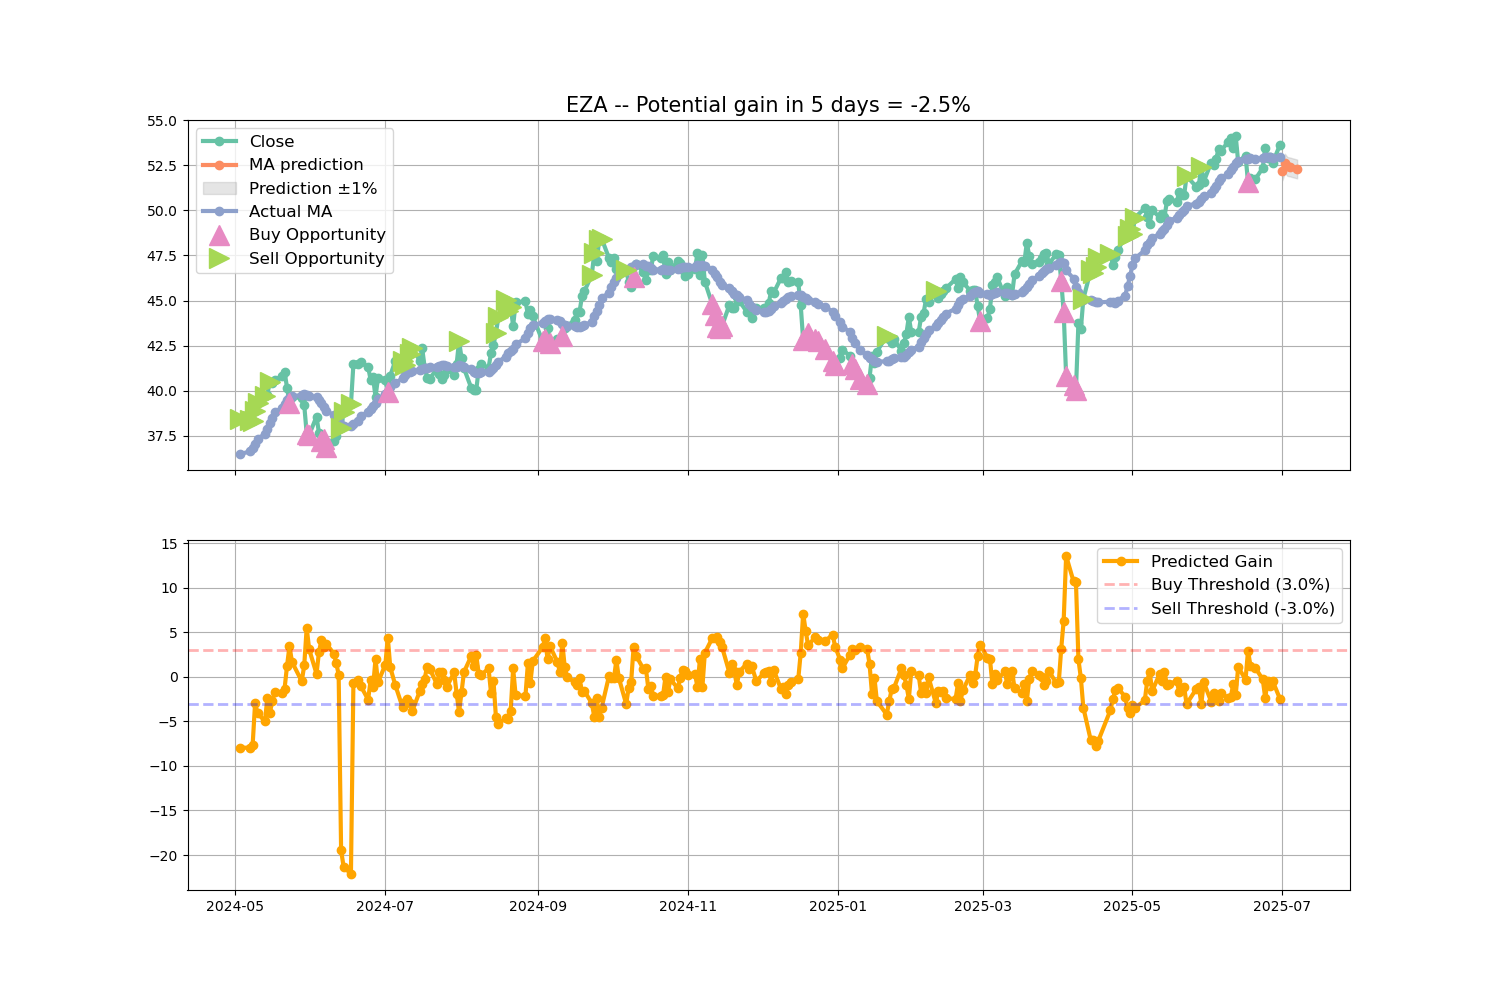 EZA -- Potential gain in 5 days = -2.5%
55.0
52.5
50.0
47.5
45.0
42.5
40.0
37.5
Close
MA prediction
Prediction ±1%
Actual MA
Buy Opportunity
Sell Opportunity
15
10
5
0
−5
−10
−15
−20
Predicted Gain
Buy Threshold (3.0%)
Sell Threshold (-3.0%)
2024-05
2024-07
2024-09
2024-11
2025-01
2025-03
2025-05
2025-07